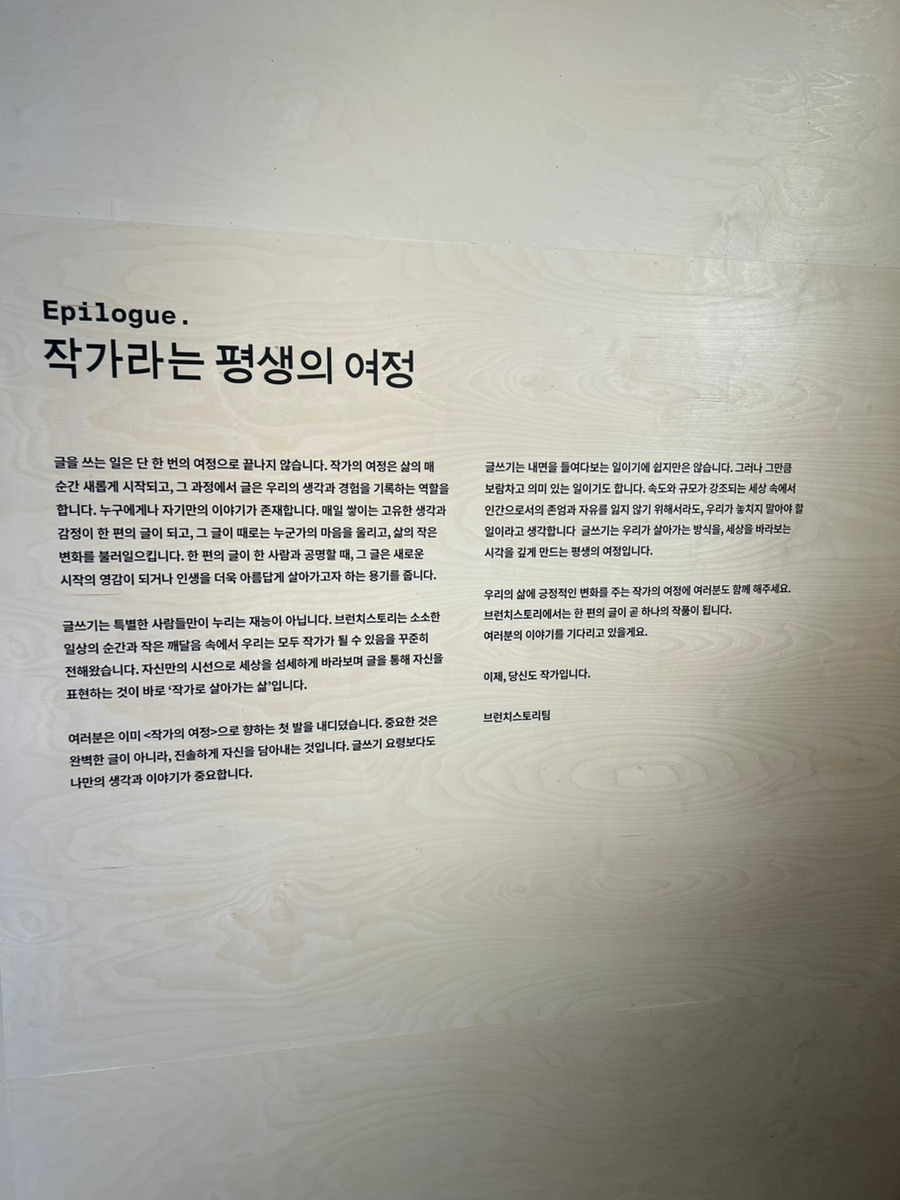 Epilogue.
작가라는 평생의 여정
글을 쓰는 일은 단 한 번의 여정으로 끝나지 않습니다. 작가의 여정은 삶의 매
순간 새롭게 시작되고, 그 과정에서 글은 우리의 생각과 경험을 기록하는 역할을
합니다. 누구에게나 자기만의 이야기가 존재합니다. 매일 쌓이는 고유한 생각과
감정이 한 편의 글이 되고, 그 글이 때로는 누군가의 마음을 울리고, 삶의 작은
변화를 불러일으킵니다. 한 편의 글이 한 사람과 공명할 때, 그 글은 새로운
시작의 영감이 되거나 인생을 더욱 아름답게 살아가고자 하는 용기를 줍니다.
글쓰기는 특별한 사람들만이 누리는 재능이 아닙니다. 브런치스토리는 소소한
일상의 순간과 작은 깨달음 속에서 우리는 모두 작가가 될 수 있음을 꾸준히
전해왔습니다. 자신만의 시선으로 세상을 섬세하게 바라보며 글을 통해 자신을
표현하는 것이 바로 ‘작가로 살아가는 삶’입니다.
여러분은 이미 <작가의 여정>으로 향하는 첫 발을 내디뎠습니다. 중요한 것은
완벽한 글이 아니라, 진솔하게 자신을 담아내는 것입니다. 글쓰기 요령보다도
나만의 생각과 이야기가 중요합니다.
글쓰기는 내면을 들여다보는 일이기에 쉽지만은 않습니다. 그러나 그만큼
보람차고 의미 있는 일이기도 합니다. 속도와 규모가 강조되는 세상 속에서
인간으로서의 존엄과 자유를 잃지 않기 위해서라도, 우리가 놓치지 말아야 할
일이라고 생각합니다 글쓰기는 우리가 살아가는 방식을, 세상을 바라보는
시각을 깊게 만드는 평생의 여정입니다.
우리의 삶에 긍정적인 변화를 주는 작가의 여정에 여러분도 함께 해주세요.
브런치스토리에서는 한 편의 글이 곧 하나의 작품이 됩니다.
여러분의 이야기를 기다리고 있을게요.
이제, 당신도 작가입니다.
브런치스토리팀